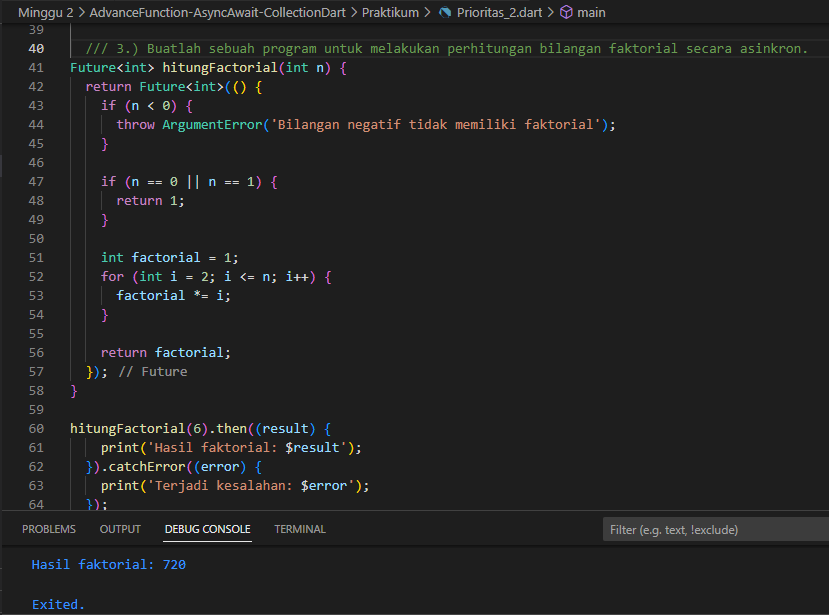 Minggu 2 > AdvanceFunction-AsyncAwait-CollectionDart > Praktikum > Prioritas_2.dart > main
39
40 /// 3.) Buatlah sebuah program untuk melakukan perhitungan bilangan faktorial secara asinkron.
41 Future<int> hitungFactorial(int n) {
42 return Future<int>(() {
43 if (n < 0) {
44 throw ArgumentError('Bilangan negatif tidak memiliki faktorial');
45 }
46
47 if (n == 0 || n == 1) {
48 return 1;
49 }
50
51 int factorial = 1;
52 for (int i = 2; i <= n; i++) {
53 factorial *= i;
54 }
55
56 return factorial;
57 }); // Future
58 }
59
60 hitungFactorial(6).then((result) {
61 print('Hasil faktorial: $result');
62 }).catchError((error) {
63 print('Terjadi kesalahan: $error');
64 });
PROBLEMS OUTPUT DEBUG CONSOLE TERMINAL Filter (e.g. text, !exclude)
Hasil faktorial: 720
Exited.